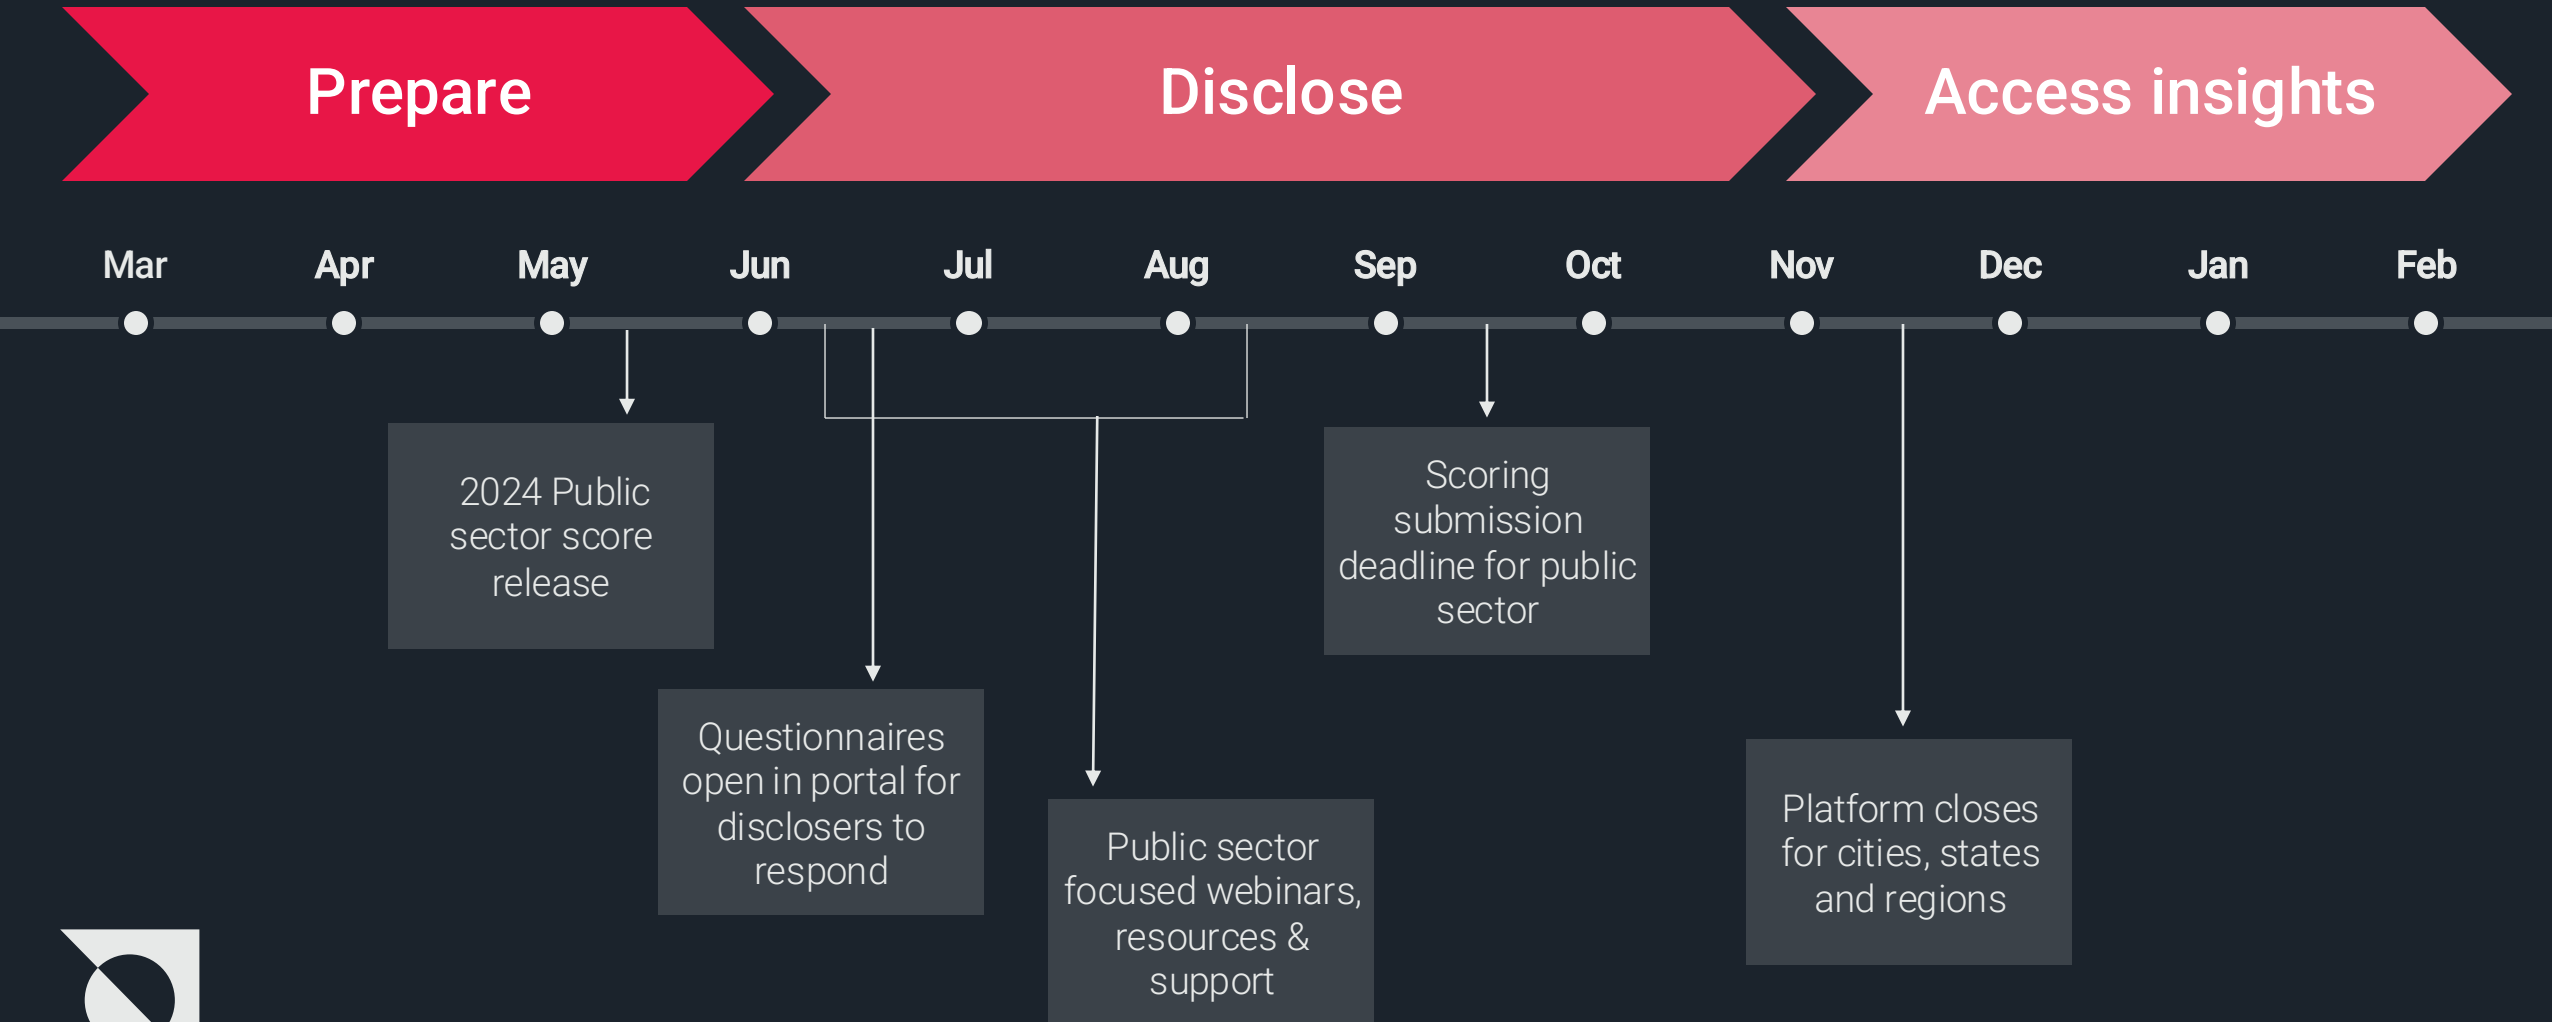 Prepare
Disclose
Access insights
Mar
Apr
May
Jun
Jul
Aug
Sep
Oct
Nov
Dec
Jan
Feb
2024 Public
sector score
release
Questionnaires
open in portal for
disclosers to
respond
Public sector
focused webinars,
resources &
support
Scoring
submission
deadline for public
sector
Platform closes
for cities, states
and regions